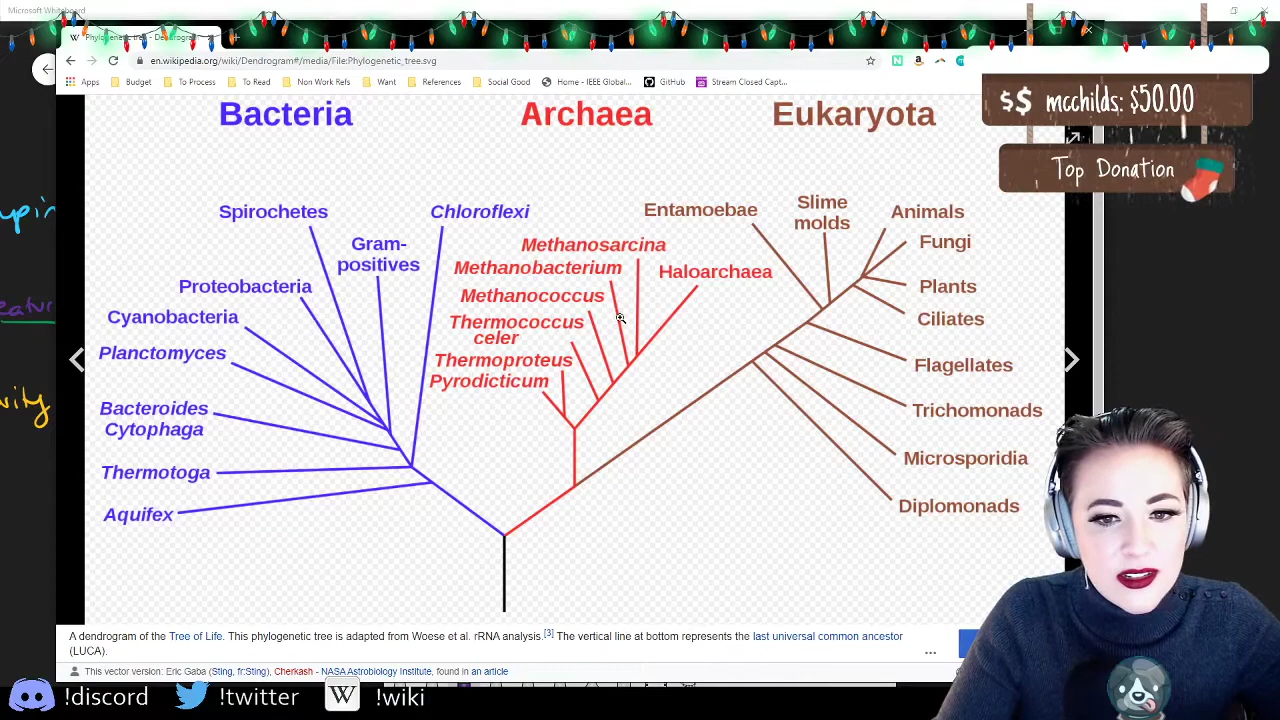 Microsoft Whiteboard
Phylogenetic tree - Dendrogram
en.wikipedia.org/wiki/Dendrogram#/media/File:Phylogenetic_tree.svg
Apps Budget To Process To Read Non Work Refs Want References Social Good Home - IEEE Global... GitHub Stream Closed Capt...
$$ mcchilds: $50.00
Top Donation
Bacteria Archaea Eukaryota
Spirochetes
Chloroflexi
Gram-
positives
Proteobacteria
Cyanobacteria
Planctomyces
Bacteroides
Cytophaga
Thermotoga
Aquifex
Methanosarcina
Methanobacterium
Haloarchaea
Methanococcus
Thermococcus
celer
Thermoproteus
Pyrodicticum
Entamoebae
Slime
molds
Animals
Fungi
Plants
Ciliates
Flagellates
Trichomonads
Microsporidia
Diplomonads
A dendrogram of the Tree of Life. This phylogenetic tree is adapted from Woese et al. rRNA analysis.[3] The vertical line at bottom represents the last universal common ancestor
(LUCA).
This vector version: Eric Gaba (Sting, fr:Sting), Cherkash - NASA Astrobiology Institute, found in an article
!discord !twitter W !wiki